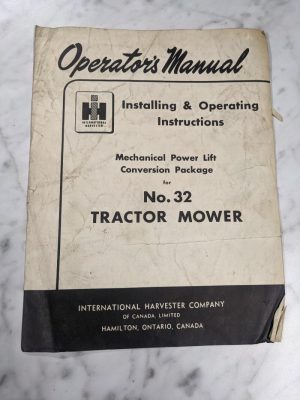 Operator's Manual
IH
INTERNATIONAL
HARVESTER
Installing & Operating
Instructions
Mechanical Power Lift
Conversion Package
for
No. 32
TRACTOR MOWER
INTERNATIONAL HARVESTER COMPANY
OF CANADA, LIMITED
HAMILTON, ONTARIO, CANADA